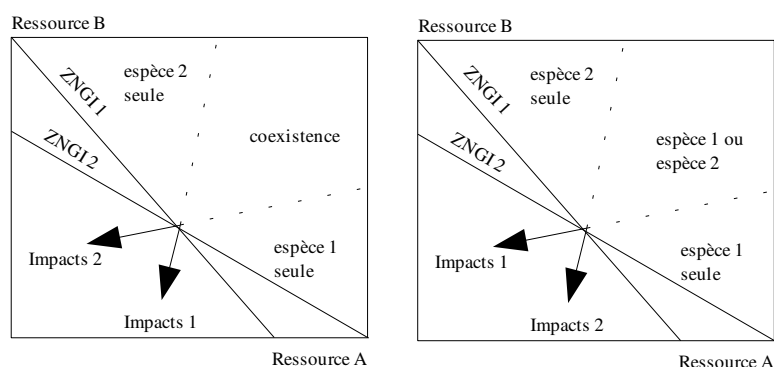 Ressource B
espèce 2
seule
ZNGI 1
ZNGI 2
coexistence
espèce 1
seule
Impacts 2
Impacts 1
Ressource A
Ressource B
espèce 2
seule
ZNGI 1
ZNGI 2
espèce 1 ou
espèce 2
espèce 1
seule
Impacts 1
Impacts 2
Ressource A